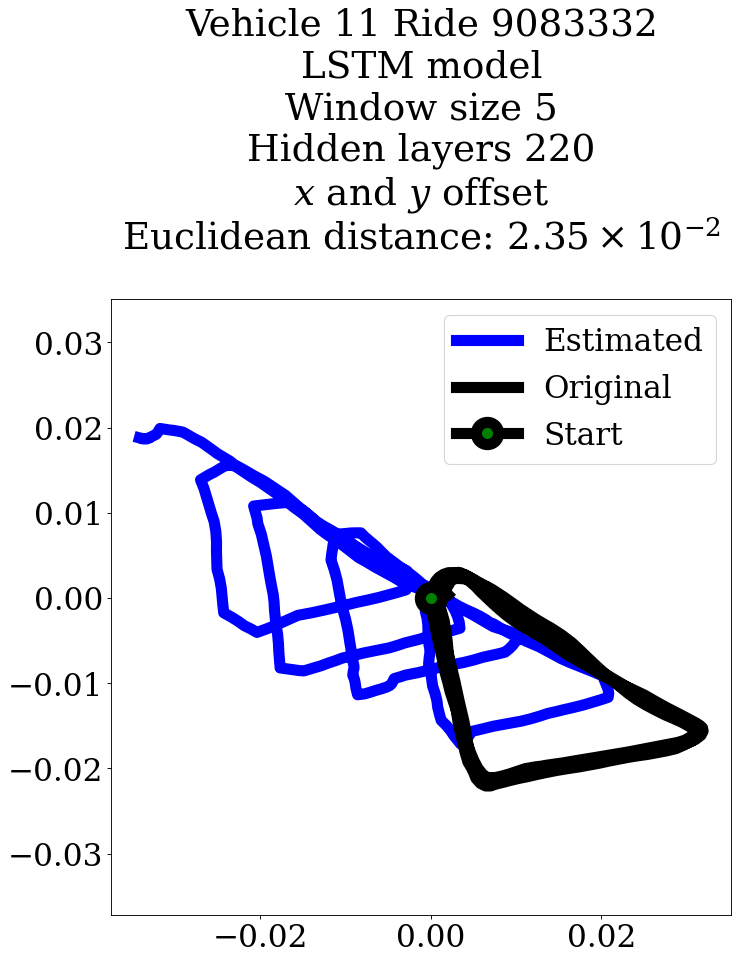 Vehicle 11 Ride 9083332
LSTM model
Window size 5
Hidden layers 220
x and y offset
Euclidean distance: 2.35 × 10⁻²
Estimated
Original
Start
0.03
0.02
0.01
0.00
−0.01
−0.02
−0.03
−0.02 0.00 0.02